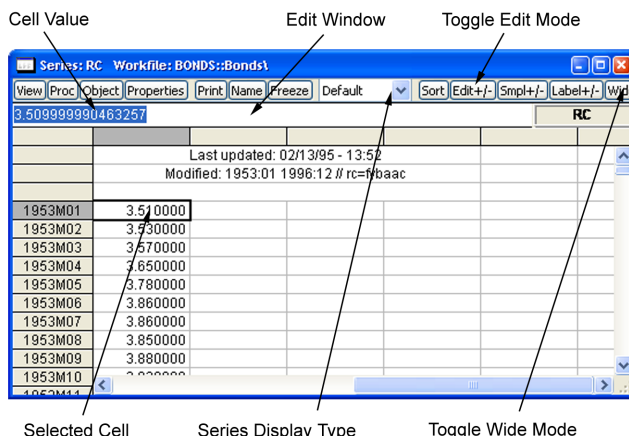 Cell Value Edit Window Toggle Edit Mode
Series: RC Workfile: BONDS::Bonds\
View Proc Object Properties Print Name Freeze Default Sort Edit+/- Smpl+/- Label+/- Wid
3.509999990463257 RC
Last updated: 02/13/95 - 13:52
Modified: 1953:01 1996:12 // rc=fybaac
1953M01 3.510000
1953M02 3.530000
1953M03 3.570000
1953M04 3.650000
1953M05 3.780000
1953M06 3.860000
1953M07 3.860000
1953M08 3.850000
1953M09 3.880000
1953M10
1953M11
Selected Cell Series Display Type Toggle Wide Mode